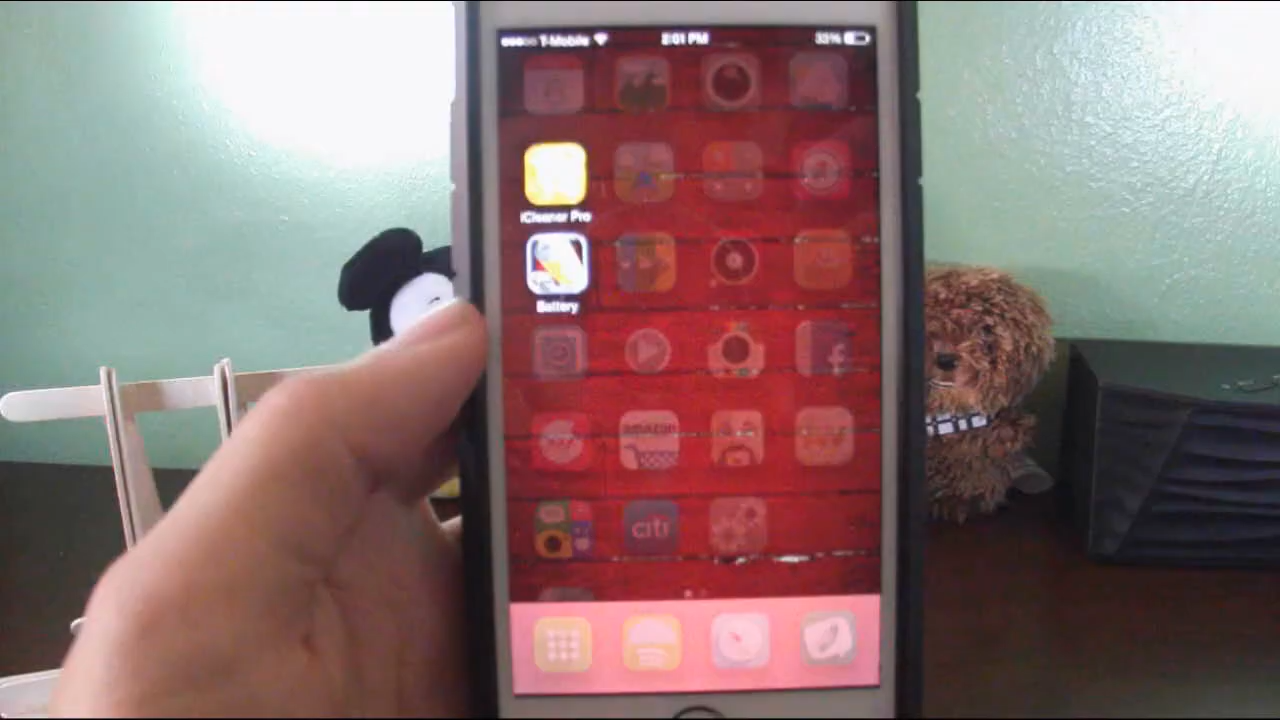 T-Mobile 2:01 PM 33%
iCleaner Pro
Battery
amazon
citi